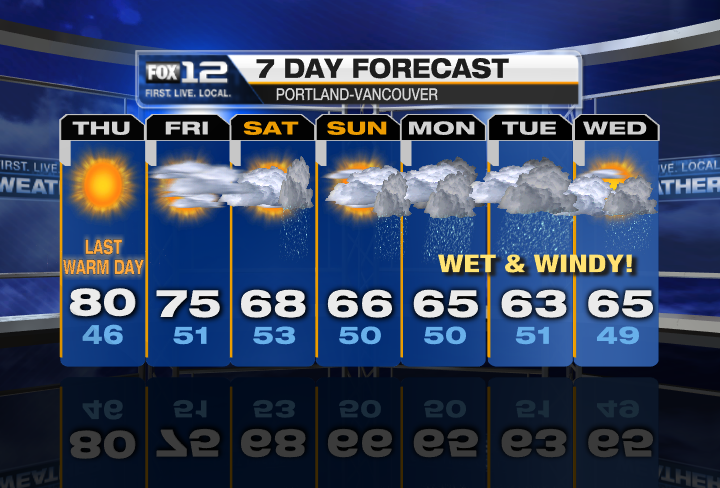 FOX 12
FIRST. LIVE. LOCAL.
7 DAY FORECAST
PORTLAND-VANCOUVER
THU FRI SAT SUN MON TUE WED
FIRST. LIVE
WEAT
VE. LOCAL
ATHER
LAST
WARM DAY
WET & WINDY!
80 75 68 66 65 63 65
46 51 53 50 50 51 49